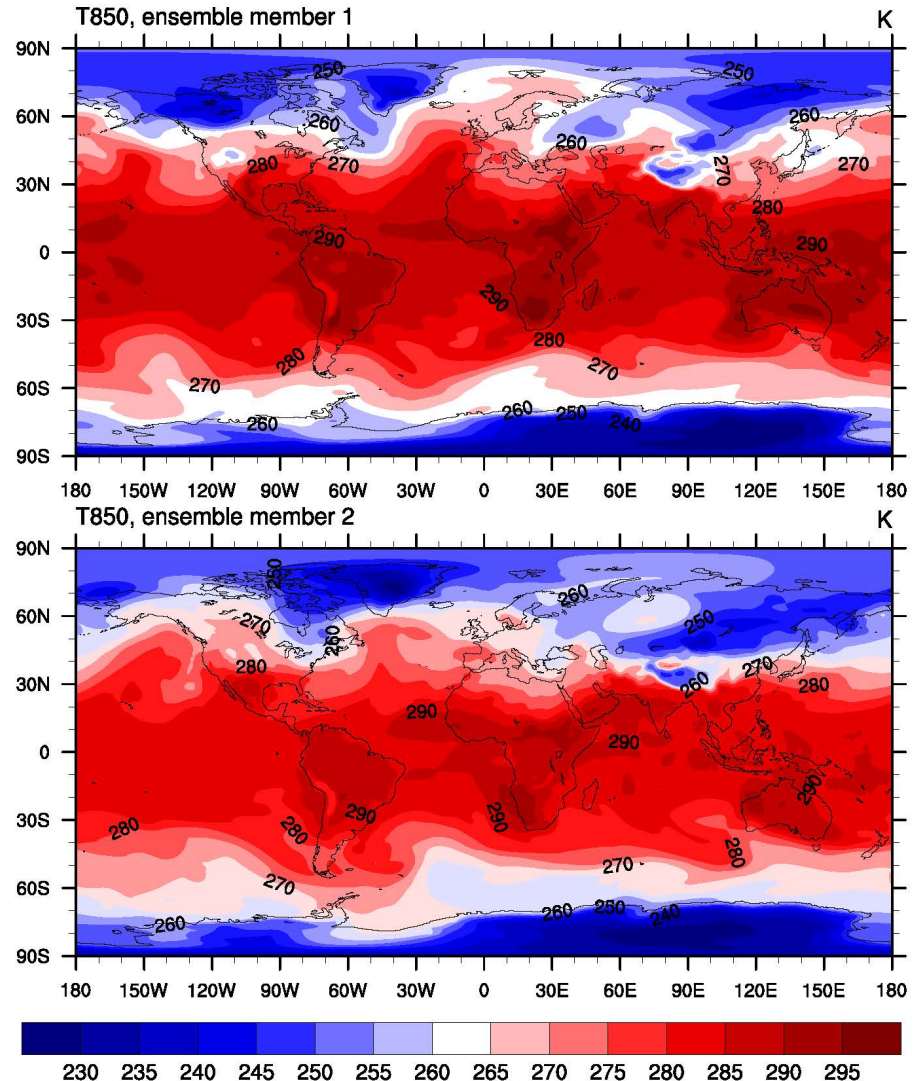 T850, ensemble member 1 K
90N
250 250
60N
260 260 260
280 270 270 270
30N
280
0
290 290
290
30S
280 280
270 270
60S
260 260 250 240
90S
180 150W 120W 90W 60W 30W 0 30E 60E 90E 120E 150E 180
T850, ensemble member 2 K
90N
250
260
60N
270 260 250
280 270
30N
260 280
290
0
290
290
30S
290 290
280 280 280
270 270
60S
260 260 250 240
90S
180 150W 120W 90W 60W 30W 0 30E 60E 90E 120E 150E 180
230 235 240 245 250 255 260 265 270 275 280 285 290 295